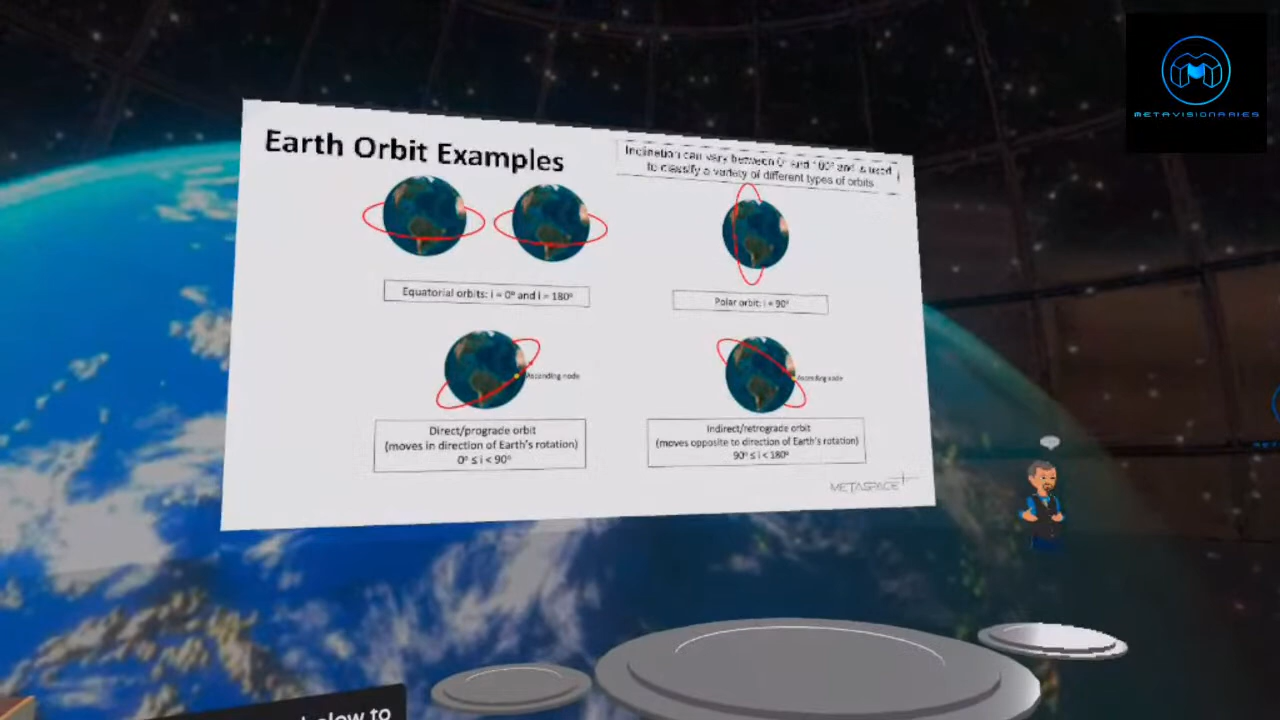 METAVISIONARIES
Earth Orbit Examples
Inclination can vary between 0° and 180° and is used
to classify a variety of different types of orbits
Equatorial orbits: i = 0° and i = 180°
Polar orbit: i = 90°
Ascending node
Ascending node
Direct/prograde orbit
(moves in direction of Earth's rotation)
0° ≤ i < 90°
Indirect/retrograde orbit
(moves opposite to direction of Earth's rotation)
90° ≤ i < 180°
METASPACE
below to